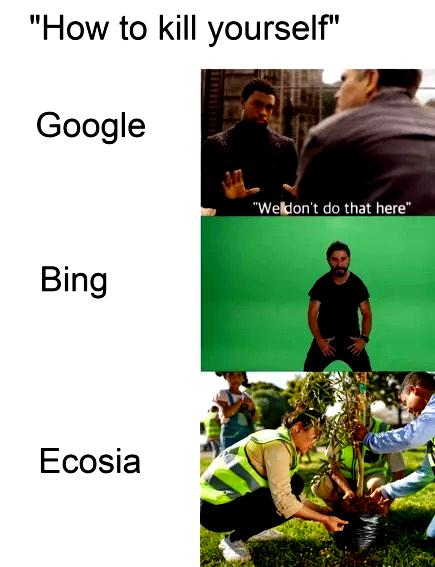 "How to kill yourself"
Google
"We don't do that here"
Bing
Ecosia